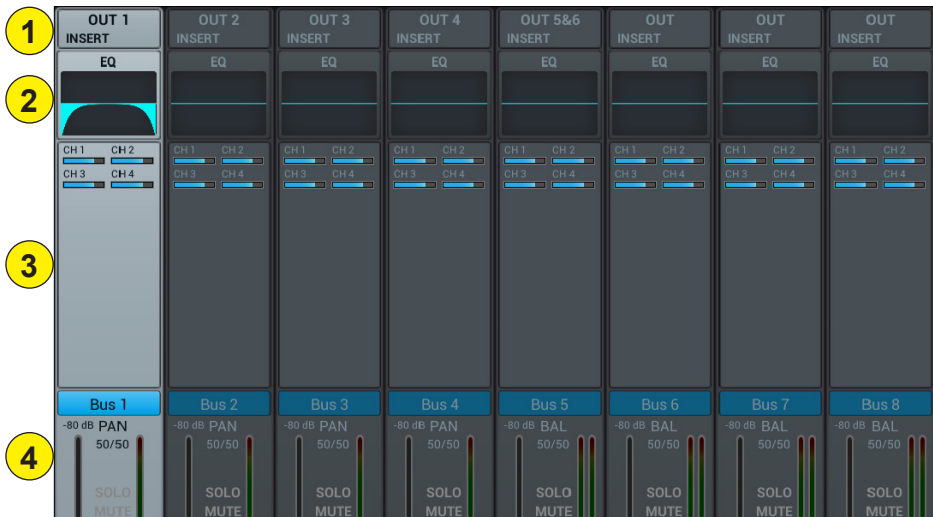 1 OUT 1 OUT 2 OUT 3 OUT 4 OUT 5&6 OUT OUT OUT
INSERT INSERT INSERT INSERT INSERT INSERT INSERT INSERT
EQ EQ EQ EQ EQ EQ EQ EQ
2
CH 1 CH 2 CH 1 CH 2 CH 1 CH 2 CH 1 CH 2 CH 1 CH 2 CH 1 CH 2 CH 1 CH 2 CH 1 CH 2
CH 3 CH 4 CH 3 CH 4 CH 3 CH 4 CH 3 CH 4 CH 3 CH 4 CH 3 CH 4 CH 3 CH 4 CH 3 CH 4
3
Bus 1 Bus 2 Bus 3 Bus 4 Bus 5 Bus 6 Bus 7 Bus 8
-80 dB PAN -80 dB PAN -80 dB PAN -80 dB PAN -80 dB BAL -80 dB BAL -80 dB BAL -80 dB BAL
50/50 50/50 50/50 50/50 50/50 50/50 50/50 50/50
4
SOLO SOLO SOLO SOLO SOLO SOLO SOLO SOLO
MUTE MUTE MUTE MUTE MUTE MUTE MUTE MUTE